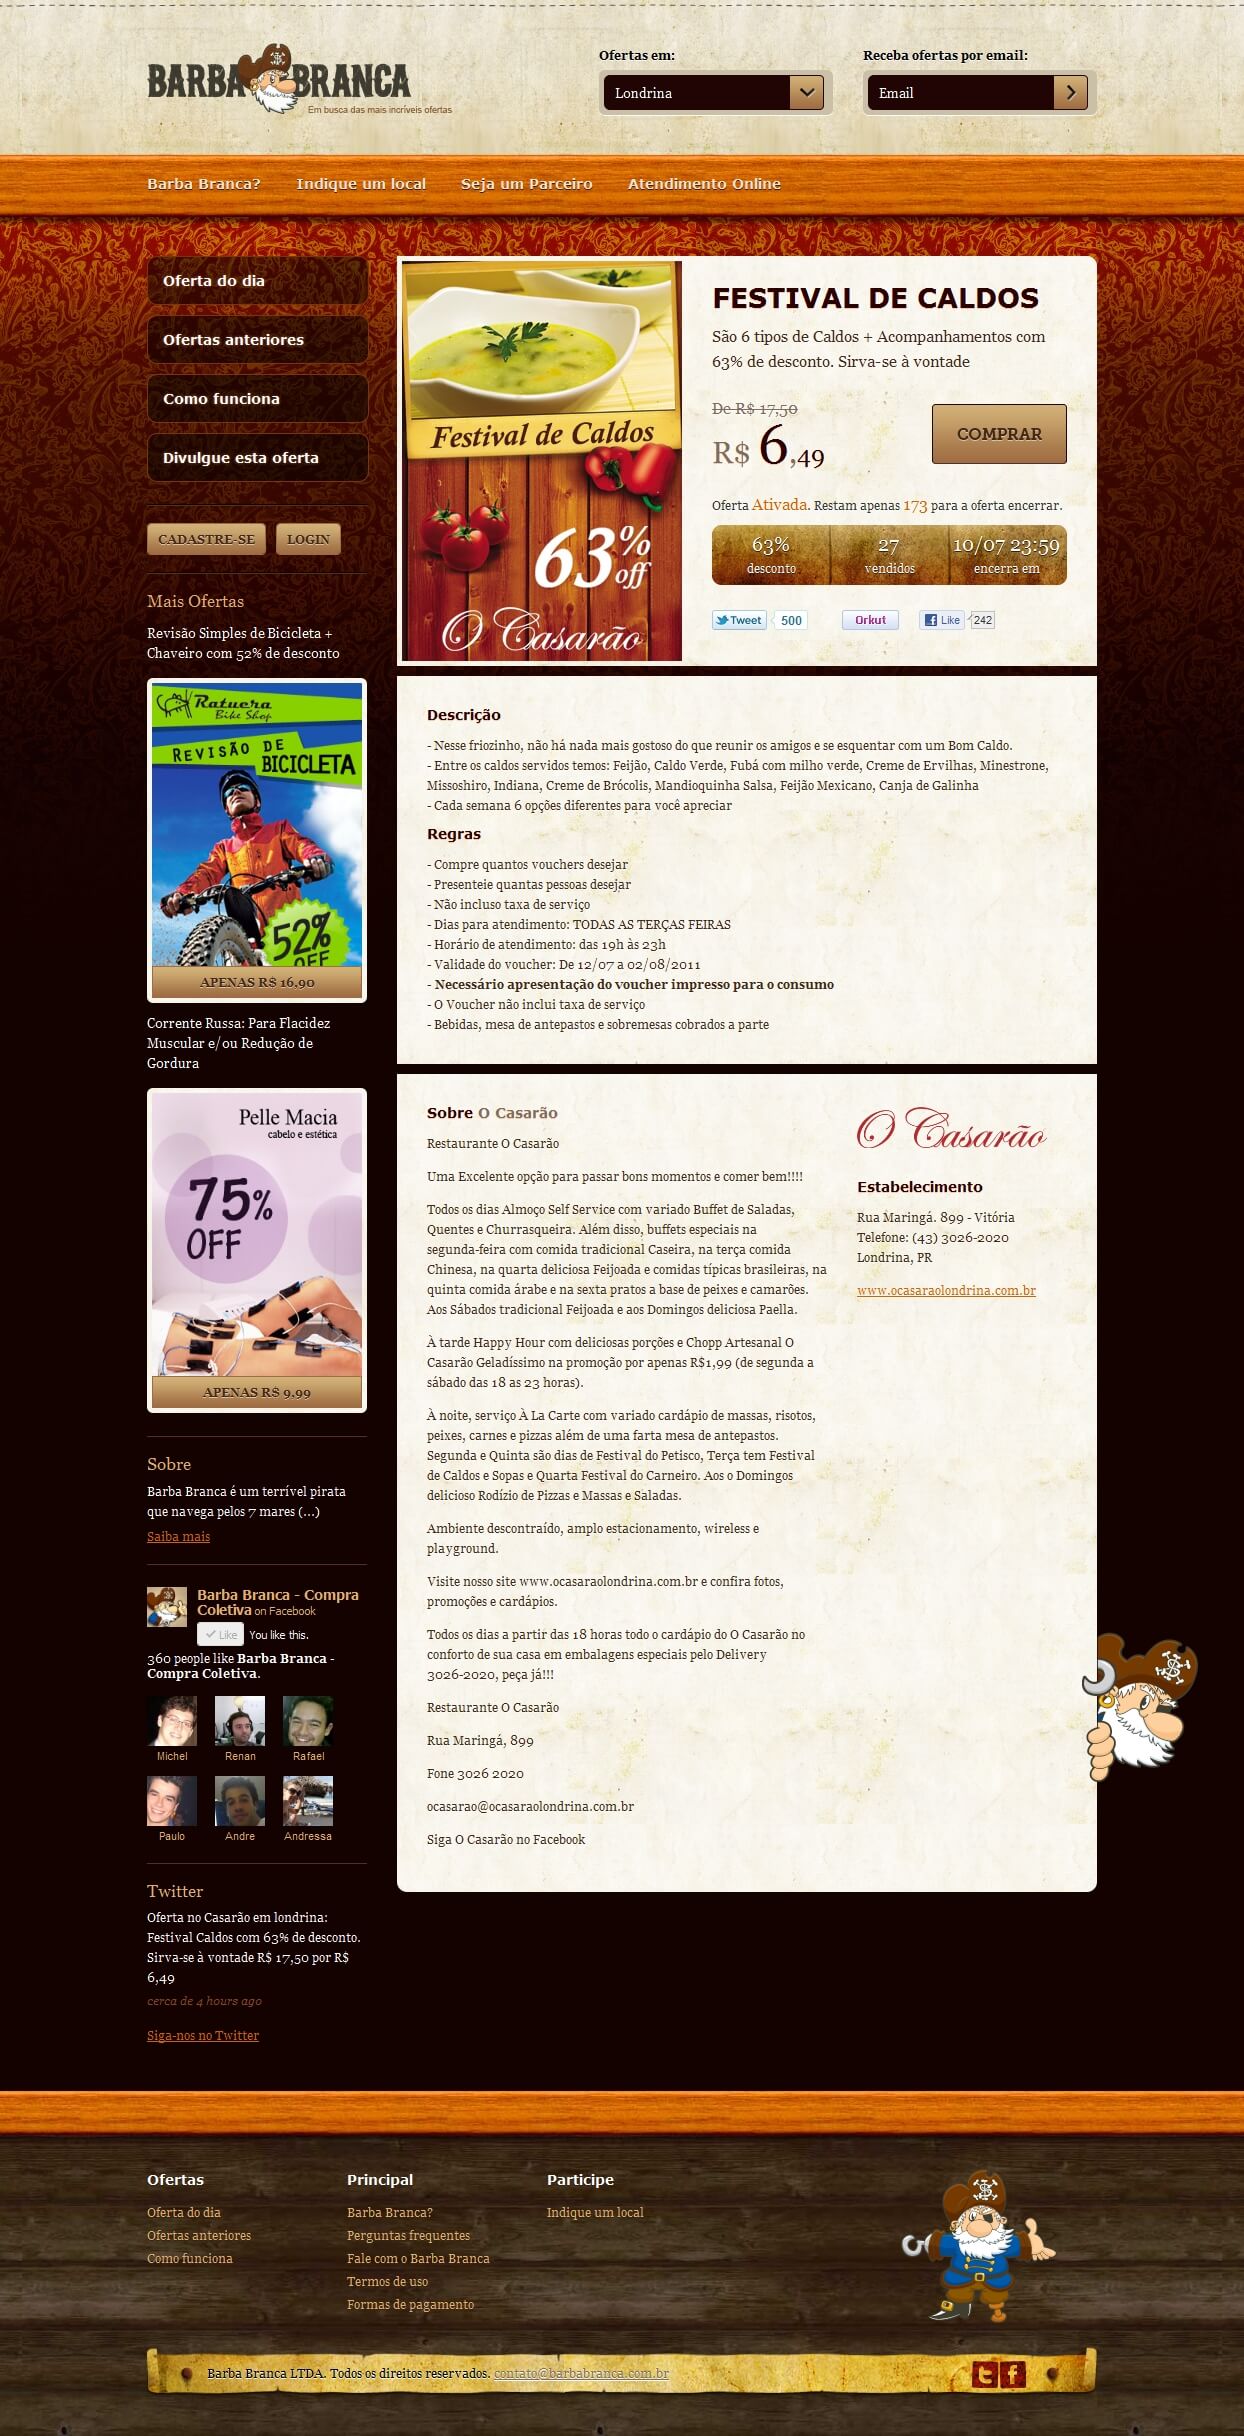 BARBA BRANCA
Em busca das mais incríveis ofertas
Ofertas em:
Londrina
Receba ofertas por email:
Email
Barba Branca?
Indique um local
Seja um Parceiro
Atendimento Online
Oferta do dia
Ofertas anteriores
Como funciona
Divulgue esta oferta
CADASTRE-SE
LOGIN
Mais Ofertas
Revisão Simples de Bicicleta +
Chaveiro com 52% de desconto
Ratuera
Bike Shop
REVISÃO DE
BICICLETA
52%
OFF
APENAS R$ 16,90
Corrente Russa: Para Flacidez
Muscular e/ou Redução de
Gordura
Pelle Macia
cabelo e estética
75%
OFF
APENAS R$ 9,99
Sobre
Barba Branca é um terrível pirata
que navega pelos 7 mares (...)
Saiba mais
Barba Branca - Compra
Coletiva on Facebook
Like You like this.
360 people like Barba Branca -
Compra Coletiva.
Michel
Renan
Rafael
Paulo
Andre
Andressa
Twitter
Oferta no Casarão em londrina:
Festival Caldos com 63% de desconto.
Sirva-se à vontade R$ 17,50 por R$
6,49
cerca de 4 hours ago
Siga-nos no Twitter
Festival de Caldos
63%
off
O Casarão
FESTIVAL DE CALDOS
São 6 tipos de Caldos + Acompanhamentos com
63% de desconto. Sirva-se à vontade
De R$ 17,50
R$ 6,49
COMPRAR
Oferta Ativada. Restam apenas 173 para a oferta encerrar.
63%
desconto
27
vendidos
10/07 23:59
encerra em
Tweet
500
Orkut
Like
242
Descrição
- Nesse friozinho, não há nada mais gostoso do que reunir os amigos e se esquentar com um Bom Caldo.
- Entre os caldos servidos temos: Feijão, Caldo Verde, Fubá com milho verde, Creme de Ervilhas, Minestrone,
Missoshiro, Indiana, Creme de Brócolis, Mandioquinha Salsa, Feijão Mexicano, Canja de Galinha
- Cada semana 6 opções diferentes para você apreciar
Regras
- Compre quantos vouchers desejar
- Presenteie quantas pessoas desejar
- Não incluso taxa de serviço
- Dias para atendimento: TODAS AS TERÇAS FEIRAS
- Horário de atendimento: das 19h às 23h
- Validade do voucher: De 12/07 a 02/08/2011
- Necessário apresentação do voucher impresso para o consumo
- O Voucher não inclui taxa de serviço
- Bebidas, mesa de antepastos e sobremesas cobrados a parte
Sobre O Casarão
Restaurante O Casarão
Uma Excelente opção para passar bons momentos e comer bem!!!!
Todos os dias Almoço Self Service com variado Buffet de Saladas,
Quentes e Churrasqueira. Além disso, buffets especiais na
segunda-feira com comida tradicional Caseira, na terça comida
Chinesa, na quarta deliciosa Feijoada e comidas típicas brasileiras, na
quinta comida árabe e na sexta pratos a base de peixes e camarões.
Aos Sábados tradicional Feijoada e aos Domingos deliciosa Paella.
À tarde Happy Hour com deliciosas porções e Chopp Artesanal O
Casarão Geladíssimo na promoção por apenas R$1,99 (de segunda a
sábado das 18 as 23 horas).
À noite, serviço À La Carte com variado cardápio de massas, risotos,
peixes, carnes e pizzas além de uma farta mesa de antepastos.
Segunda e Quinta são dias de Festival do Petisco, Terça tem Festival
de Caldos e Sopas e Quarta Festival do Carneiro. Aos o Domingos
delicioso Rodízio de Pizzas e Massas e Saladas.
Ambiente descontraído, amplo estacionamento, wireless e
playground.
Visite nosso site www.ocasaraolondrina.com.br e confira fotos,
promoções e cardápios.
Todos os dias a partir das 18 horas todo o cardápio do O Casarão no
conforto de sua casa em embalagens especiais pelo Delivery
3026-2020, peça já!!!
Restaurante O Casarão
Rua Maringá, 899
Fone 3026 2020
ocasarao@ocasaraolondrina.com.br
Siga O Casarão no Facebook
O Casarão
Estabelecimento
Rua Maringá. 899 - Vitória
Telefone: (43) 3026-2020
Londrina, PR
www.ocasaraolondrina.com.br
Ofertas
Oferta do dia
Ofertas anteriores
Como funciona
Principal
Barba Branca?
Perguntas frequentes
Fale com o Barba Branca
Termos de uso
Formas de pagamento
Participe
Indique um local
Barba Branca LTDA. Todos os direitos reservados. contato@barbabranca.com.br